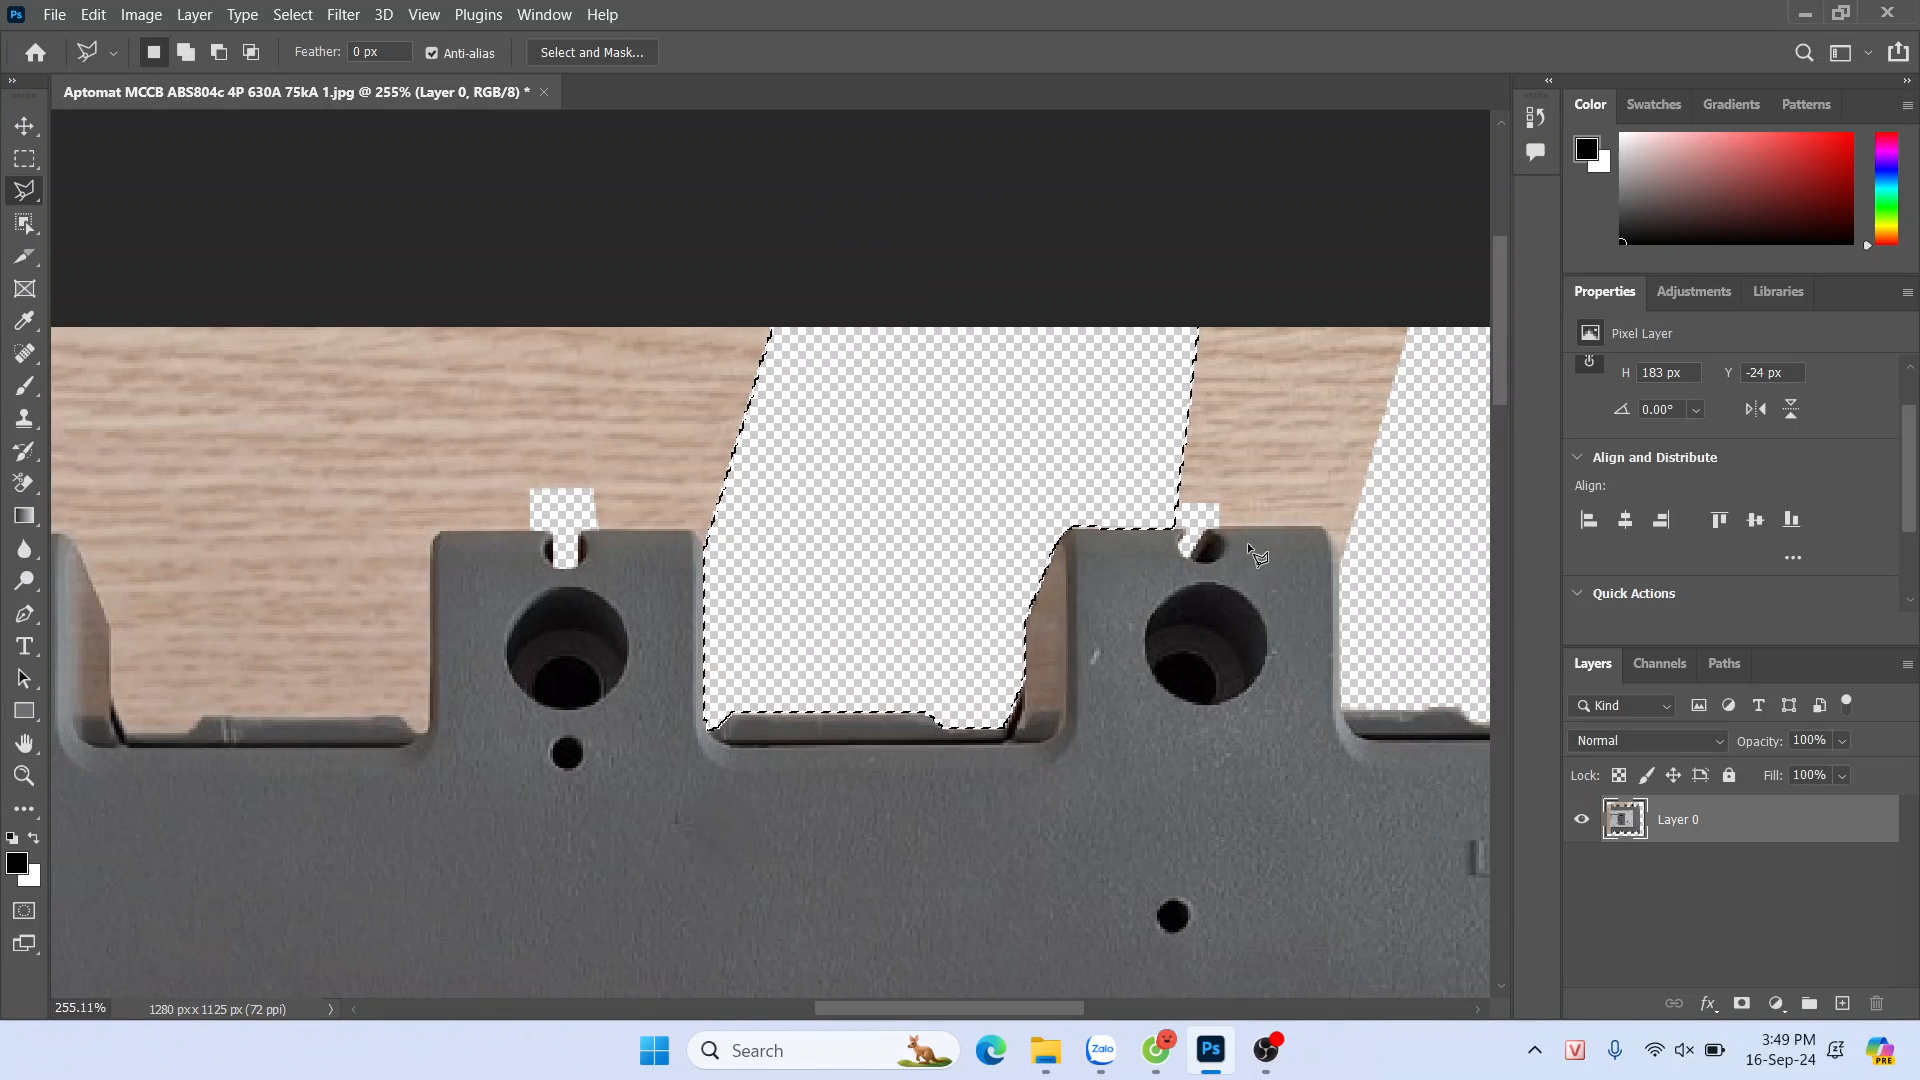 Ps File Edit Image Layer Type Select Filter 3D View Plugins Window Help
Feather: 0 px Anti-alias Select and Mask...
Aptomat MCCB ABS804c 4P 630A 75kA 1.jpg @ 255% (Layer 0, RGB/8) *
Color Swatches Gradients Patterns
Properties Adjustments Libraries
Pixel Layer
H 183 px Y -24 px
0.00°
Align and Distribute
Align:
Quick Actions
Layers Channels Paths
Kind
Normal Opacity: 100%
Lock: Fill: 100%
Layer 0
255.11% 1280 px x 1125 px (72 ppi)
Search
Zalo
Ps
V
PRE
3:49 PM
16-Sep-24